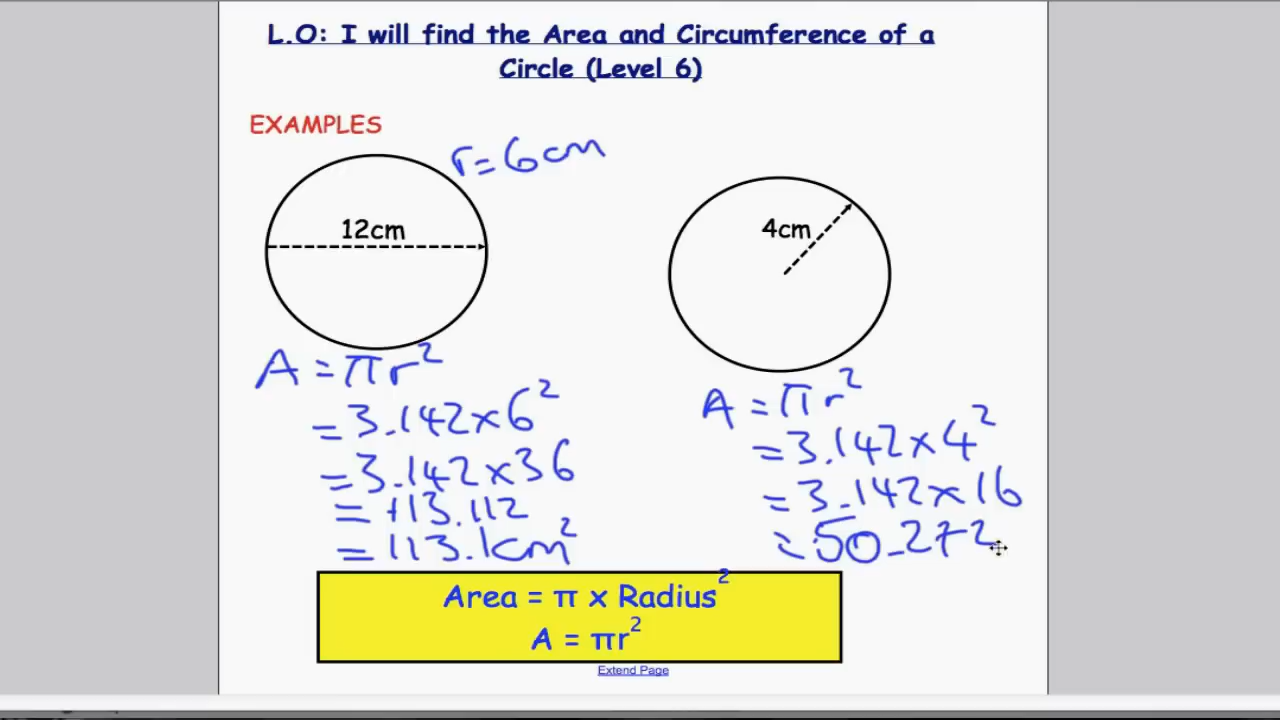 L.O: I will find the Area and Circumference of a
Circle (Level 6)
EXAMPLES
r = 6cm
12cm
A = πr²
= 3.142 x 6²
= 3.142 x 36
= 113.112
= 113.1cm²
4cm
A = πr²
= 3.142 x 4²
= 3.142 x 16
= 50.272
Area = π x Radius²
A = πr²
Extend Page